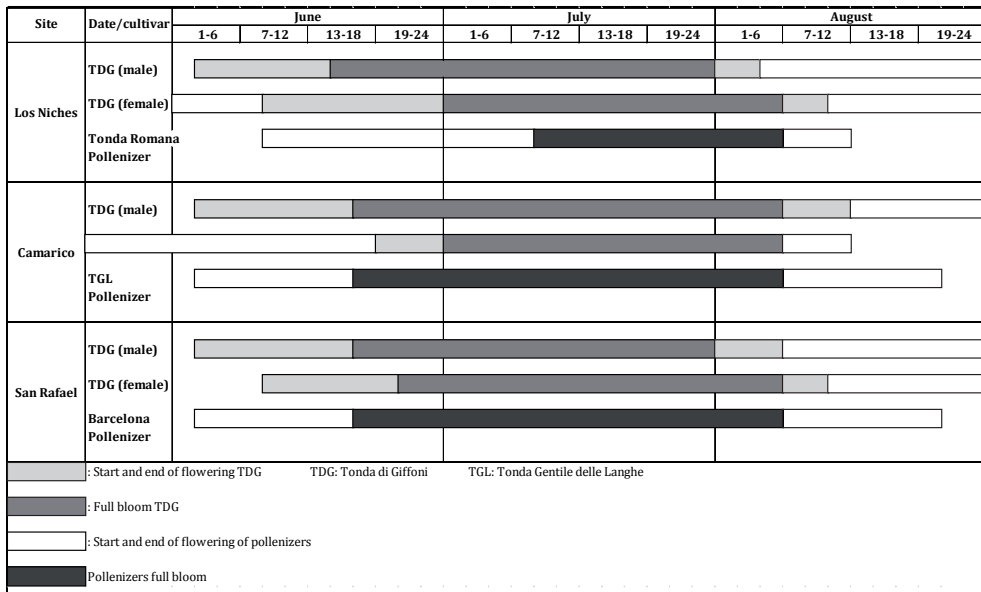 Site Date/cultivar June July August
1-6 7-12 13-18 19-24 1-6 7-12 13-18 19-24 1-6 7-12 13-18 19-24
Los Niches
TDG (male)
TDG (female)
Tonda Romana
Pollenizer
Camarico
TDG (male)
TGL
Pollenizer
San Rafael
TDG (male)
TDG (female)
Barcelona
Pollenizer
: Start and end of flowering TDG TDG: Tonda di Giffoni TGL: Tonda Gentile delle Langhe
: Full bloom TDG
: Start and end of flowering of pollenizers
Pollenizers full bloom